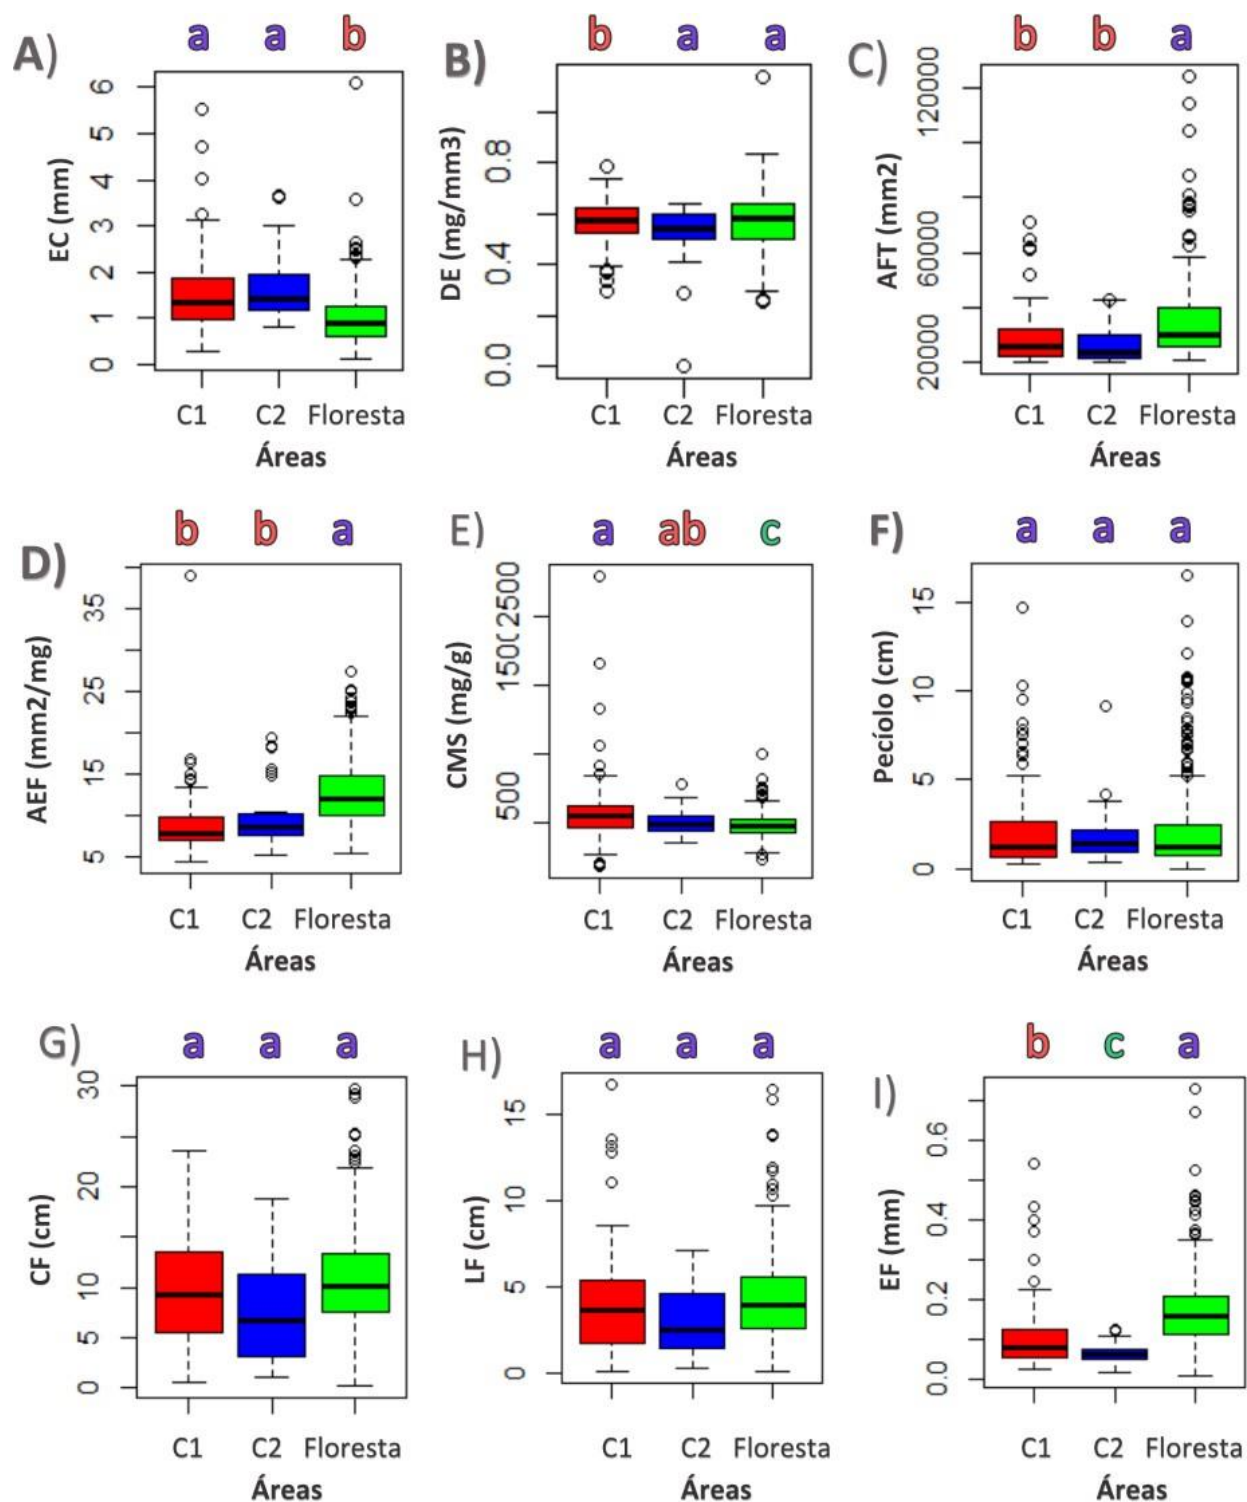 A) a a b
EC (mm)
6
5
4
3
2
1
0
C1 C2 Floresta
Áreas
B) b a a
DE (mg/mm3)
0.8
0.4
0.0
C1 C2 Floresta
Áreas
C) b b a
AFT (mm2)
120000
60000
20000
C1 C2 Floresta
Áreas
D) b b a
AEF (mm2/mg)
35
25
15
5
C1 C2 Floresta
Áreas
E) a ab c
CMS (mg/g)
2500
500
C1 C2 Floresta
Áreas
F) a a a
Pecíolo (cm)
15
10
5
0
C1 C2 Floresta
Áreas
G) a a a
CF (cm)
30
20
10
5
0
C1 C2 Floresta
Áreas
H) a a a
LF (cm)
15
10
5
0
C1 C2 Floresta
Áreas
I) b c a
EF (mm)
0.6
0.4
0.2
0.0
C1 C2 Floresta
Áreas